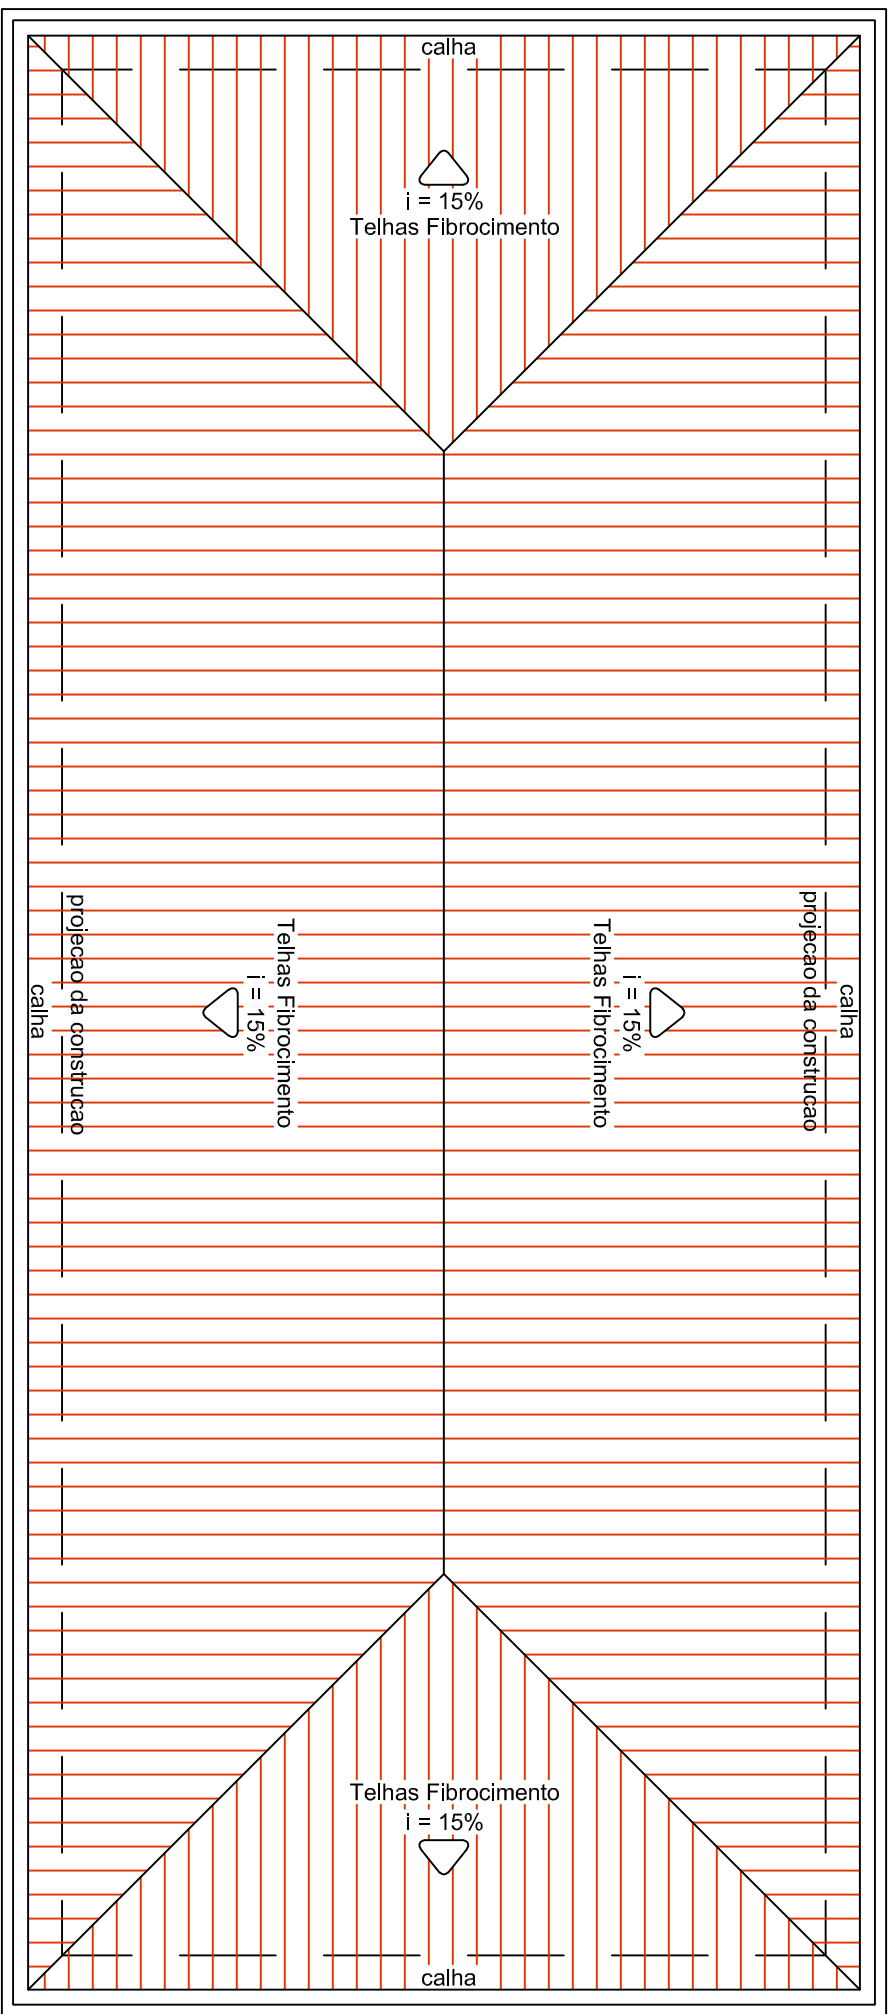 calha
i = 15%
Telhas Fibrocimento
projecao da construcao
calha
Telhas Fibrocimento
i = 15%
Telhas Fibrocimento
i = 15%
projecao da construcao
calha
Telhas Fibrocimento
i = 15%
calha